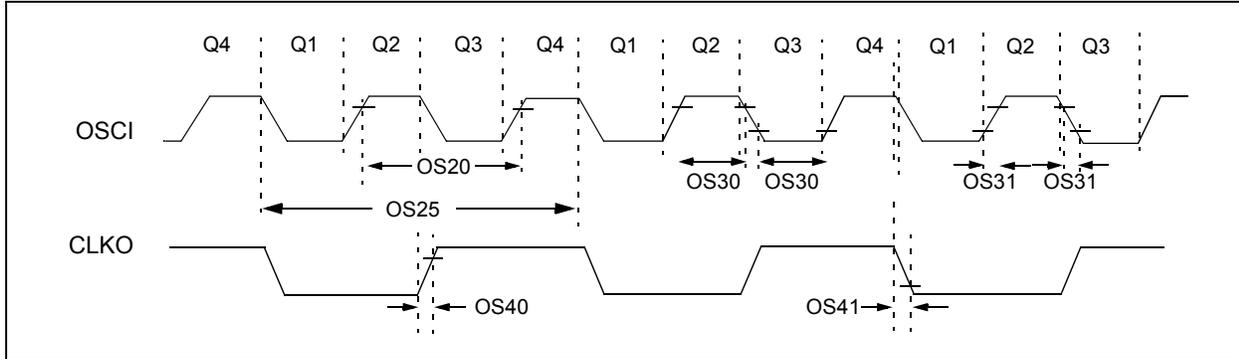 Q4 Q1 Q2 Q3 Q4 Q1 Q2 Q3 Q4 Q1 Q2 Q3
OSCI
OS20
OS30 OS30
OS31 OS31
OS25
CLKO
OS40
OS41